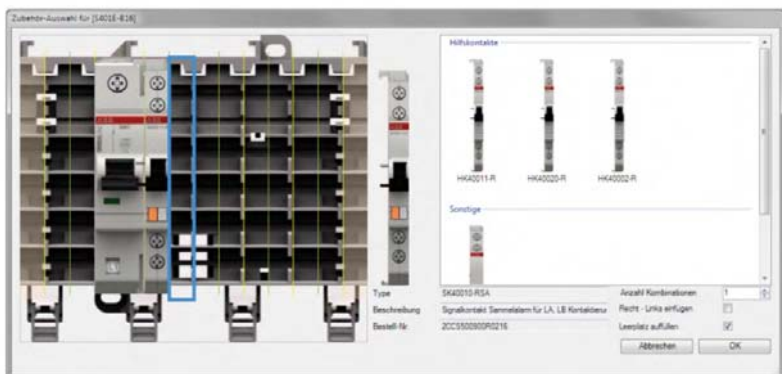 Zubehör-Auswahl für [S401E-B16]
Hilfskontakte
HK40011-R
HK40020-R
HK40002-R
Sonstige
Type
SK40010-RSA
Anzahl Kombinationen
1
Beschreibung
Signalkontakt Sammelalarm für LA, LB Kontaktberu
Recht - Links einfügen
Bestell-Nr.
2CCS500900R0216
Leerplatz auffüllen
Abbrechen
OK